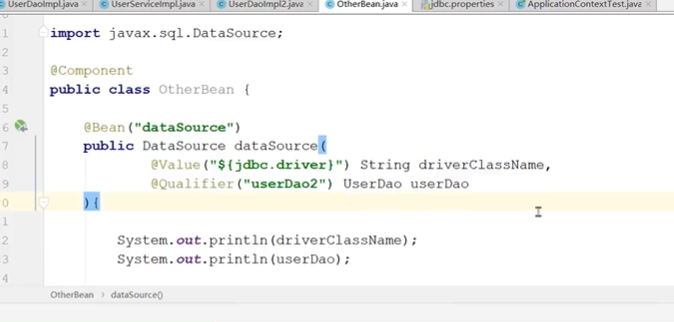 UserDaoImpl.java
UserServiceImpl.java
UserDaoImpl2.java
OtherBean.java
jdbc.properties
ApplicationContextTest.java
1 import javax.sql.DataSource;
2
3 @Component
4 public class OtherBean {
5
6 @Bean("dataSource")
7 public DataSource dataSource(
8 @Value("${jdbc.driver}") String driverClassName,
9 @Qualifier("userDao2") UserDao userDao
0 ){
1
2 System.out.println(driverClassName);
3 System.out.println(userDao);
4
OtherBean > dataSource()